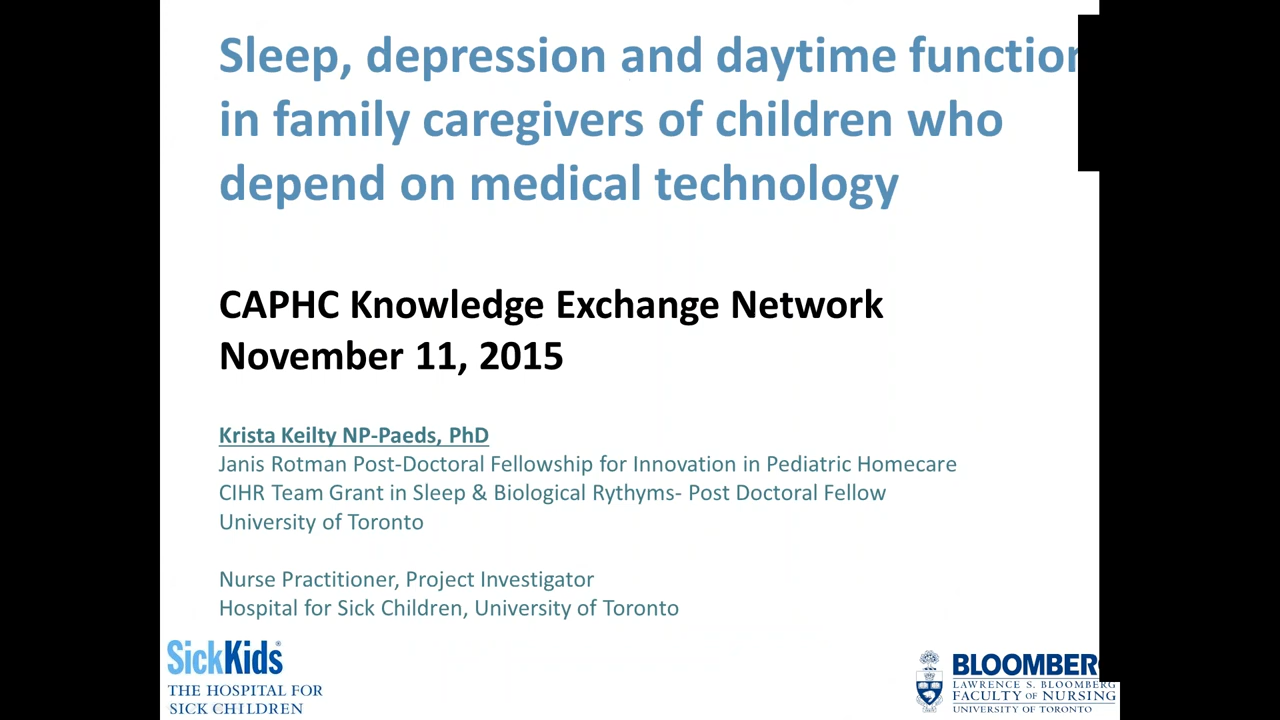 Sleep, depression and daytime function
in family caregivers of children who
depend on medical technology
CAPHC Knowledge Exchange Network
November 11, 2015
Krista Keilty NP-Paeds, PhD
Janis Rotman Post-Doctoral Fellowship for Innovation in Pediatric Homecare
CIHR Team Grant in Sleep & Biological Rythyms- Post Doctoral Fellow
University of Toronto
Nurse Practitioner, Project Investigator
Hospital for Sick Children, University of Toronto
SickKids®
THE HOSPITAL FOR
SICK CHILDREN
BLOOMBERG
LAWRENCE S. BLOOMBERG
FACULTY OF NURSING
UNIVERSITY OF TORONTO